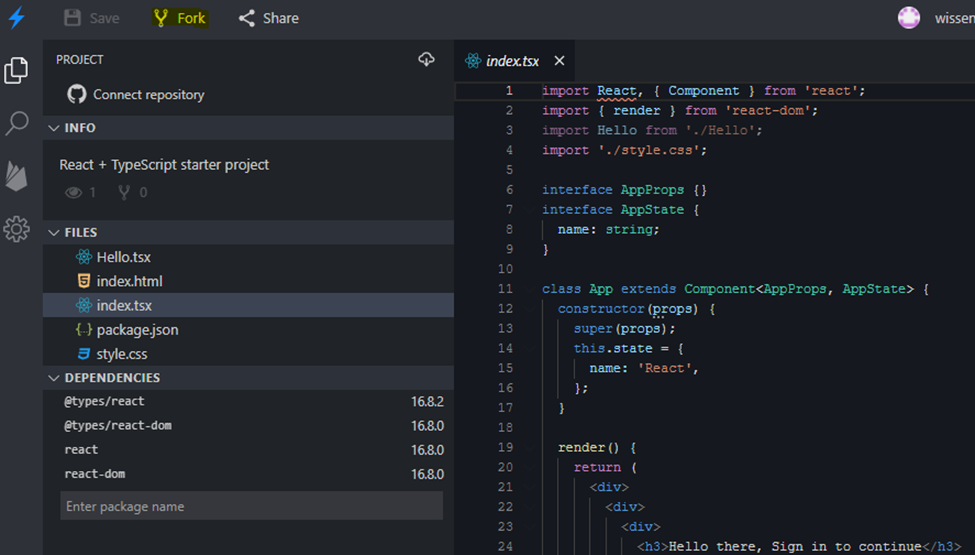 Save
Fork
Share
wissen
PROJECT
Connect repository
INFO
React + TypeScript starter project
1 0
FILES
Hello.tsx
index.html
index.tsx
package.json
style.css
DEPENDENCIES
@types/react 16.8.2
@types/react-dom 16.8.0
react 16.8.0
react-dom 16.8.0
Enter package name
index.tsx
1 import React, { Component } from 'react';
2 import { render } from 'react-dom';
3 import Hello from './Hello';
4 import './style.css';
5
6 interface AppProps {}
7 interface AppState {
8 name: string;
9 }
10
11 class App extends Component<AppProps, AppState> {
12 constructor(props) {
13 super(props);
14 this.state = {
15 name: 'React',
16 };
17 }
18
19 render() {
20 return (
21 <div>
22 <div>
23 <div>
24 <h3>Hello there, Sign in to continue</h3>